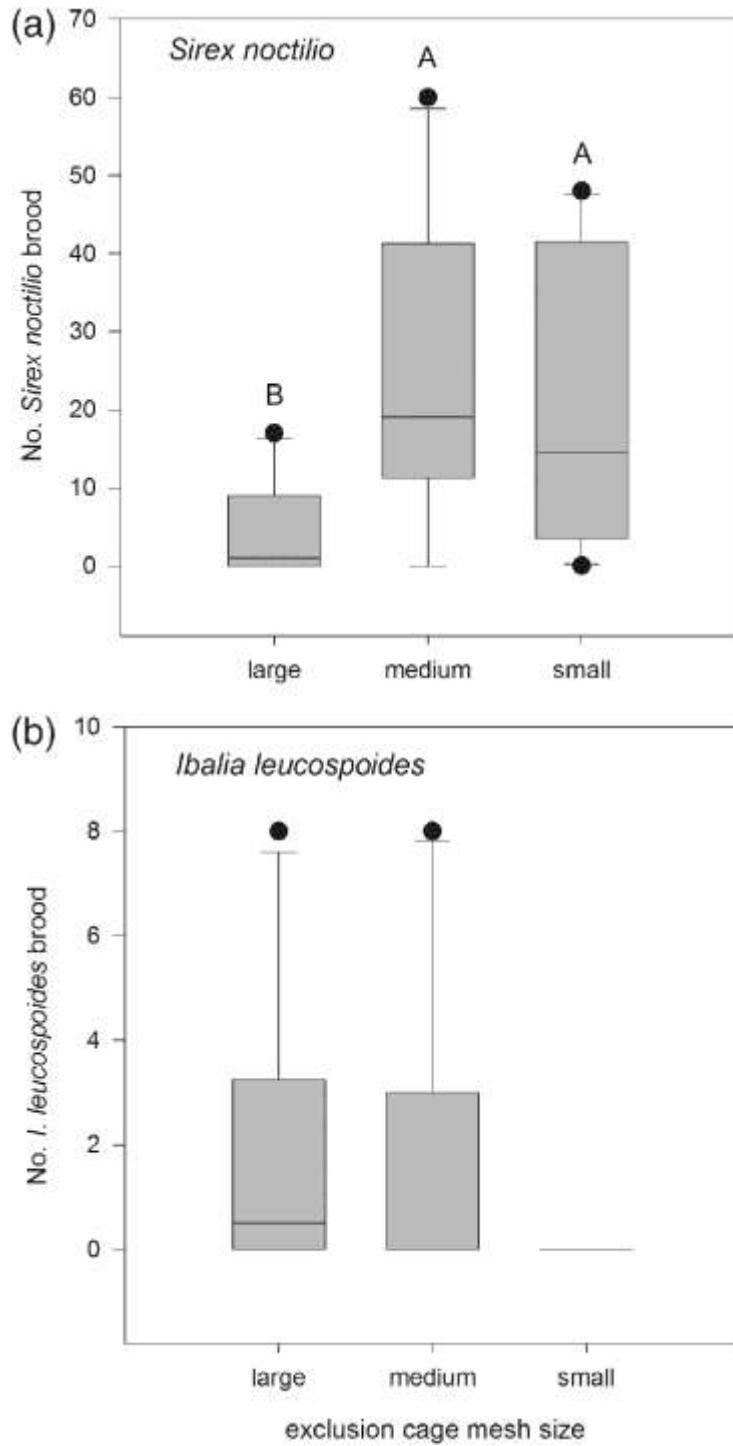 (a)
Sirex noctilio
No. Sirex noctilio brood
70
60
50
40
30
20
10
0
B
A
A
large medium small
(b)
Ibalia leucospoides
No. I. leucospoides brood
10
8
6
4
2
0
large medium small
exclusion cage mesh size